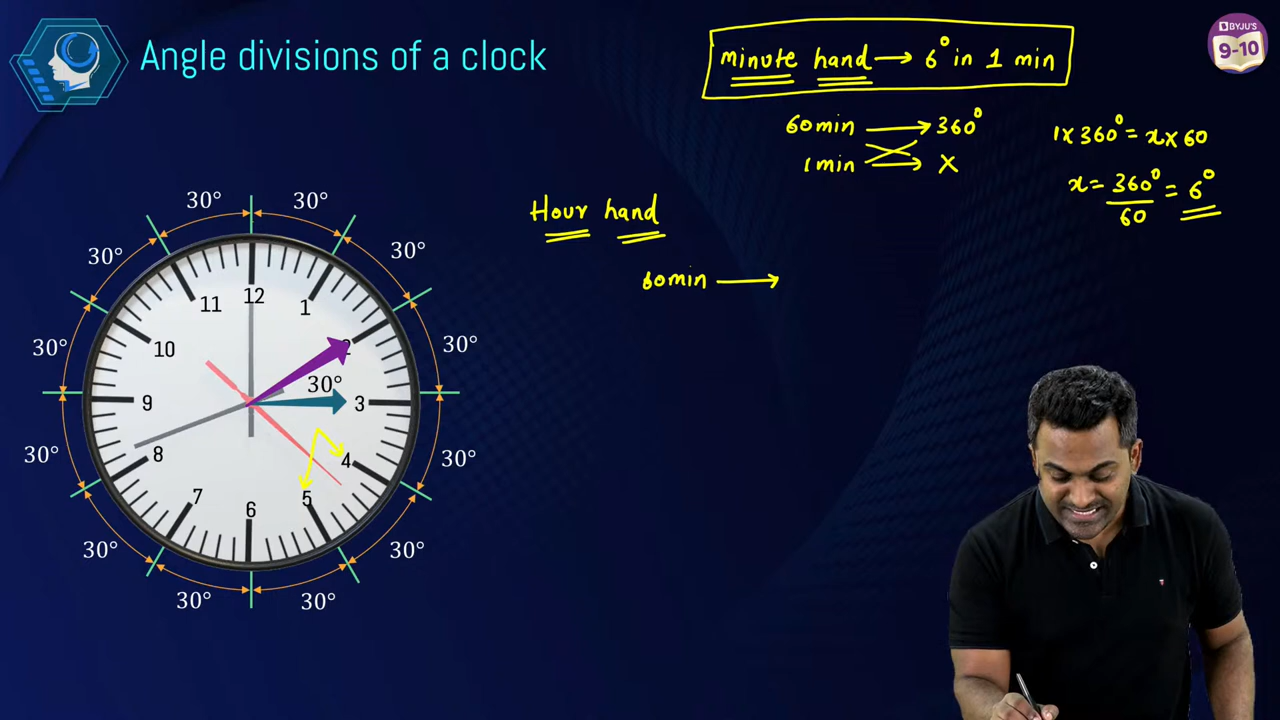 Angle divisions of a clock
minute hand → 6° in 1 min
BYJU'S
9-10
60min → 360°
1min → X
1 x 360° = x x 60
x = 360° / 60 = 6°
Hour hand
60min →
30°
30°
30°
30°
30°
30°
30°
30°
30°
30°
30°
30°
12
11
1
10
2
30°
9
3
8
4
7
5
6